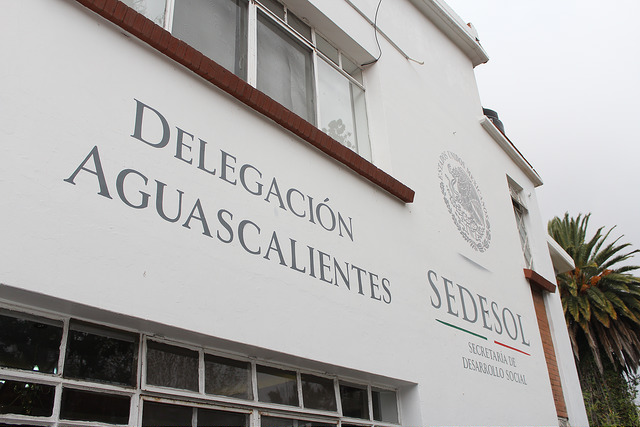 DELEGACIÓN
AGUASCALIENTES
SEDESOL
SECRETARÍA DE
DESARROLLO SOCIAL